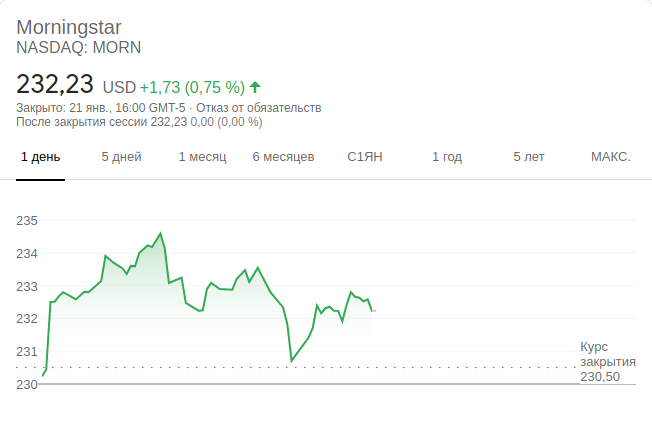 Morningstar
NASDAQ: MORN
232,23 USD +1,73 (0,75 %)
Закрыто: 21 янв., 16:00 GMT-5 · Отказ от обязательств
После закрытия сессии 232,23 0,00 (0,00 %)
1 день 5 дней 1 месяц 6 месяцев С1ЯН 1 год 5 лет МАКС.
235
234
233
232
231
230
Курс
закрытия
230,50